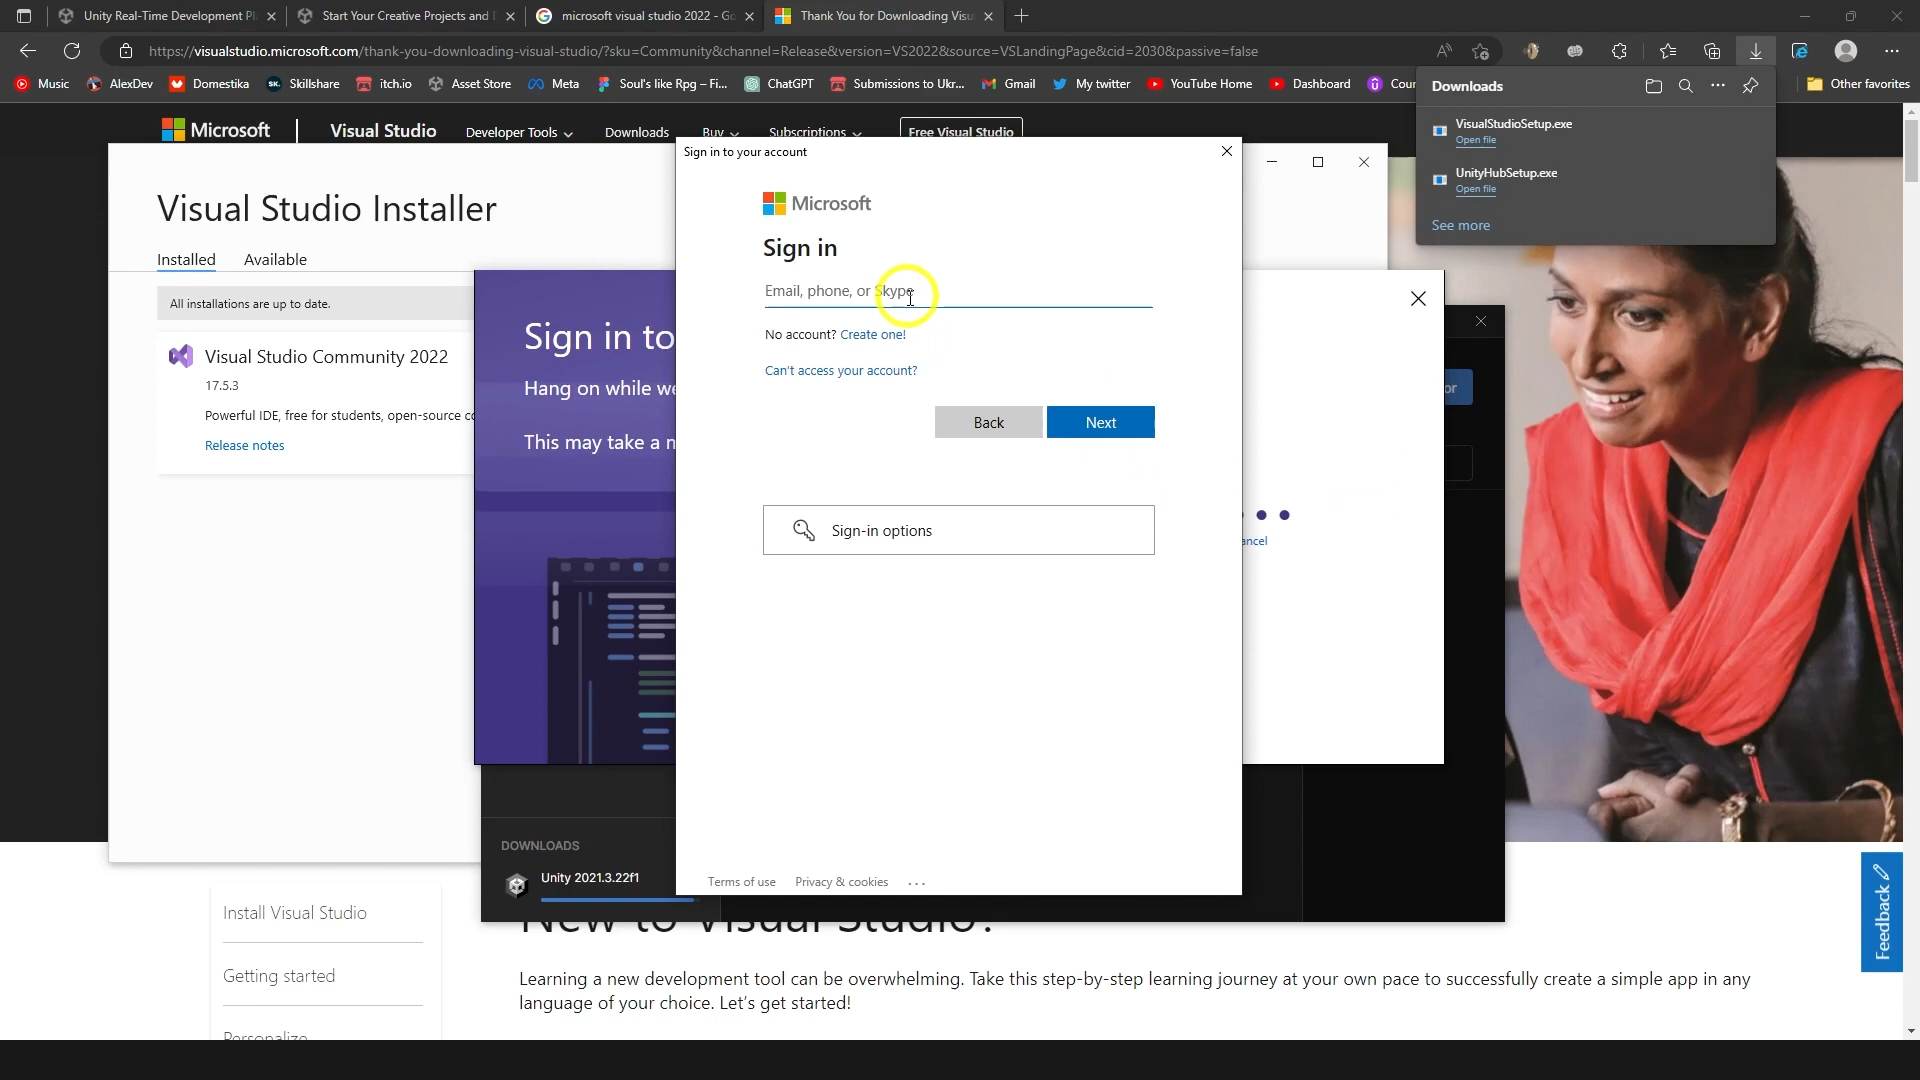 Unity Real-Time Development Pl
Start Your Creative Projects and D
microsoft visual studio 2022 - Go
Thank You for Downloading Visu
https://visualstudio.microsoft.com/thank-you-downloading-visual-studio/?sku=Community&channel=Release&version=VS2022&source=VSLandingPage&cid=2030&passive=false
Music
AlexDev
Domestika
Skillshare
itch.io
Asset Store
Meta
Soul's like Rpg – Fi...
ChatGPT
Submissions to Ukr...
Gmail
My twitter
YouTube Home
Dashboard
Cour
Other favorites
Downloads
VisualStudioSetup.exe
Open file
UnityHubSetup.exe
Open file
See more
Microsoft
Visual Studio
Developer Tools
Downloads
Buy
Subscriptions
Free Visual Studio
Visual Studio Installer
Installed
Available
All installations are up to date.
Visual Studio Community 2022
17.5.3
Powerful IDE, free for students, open-source co
Release notes
Sign in to
Hang on while we
This may take a m
Sign in to your account
Microsoft
Sign in
Email, phone, or Skype
No account? Create one!
Can't access your account?
Back
Next
Sign-in options
Terms of use
Privacy & cookies
...
ancel
or
DOWNLOADS
Unity 2021.3.22f1
Install Visual Studio
Getting started
Personalize
New to Visual Studio?
Learning a new development tool can be overwhelming. Take this step-by-step learning journey at your own pace to successfully create a simple app in any
language of your choice. Let's get started!
Feedback